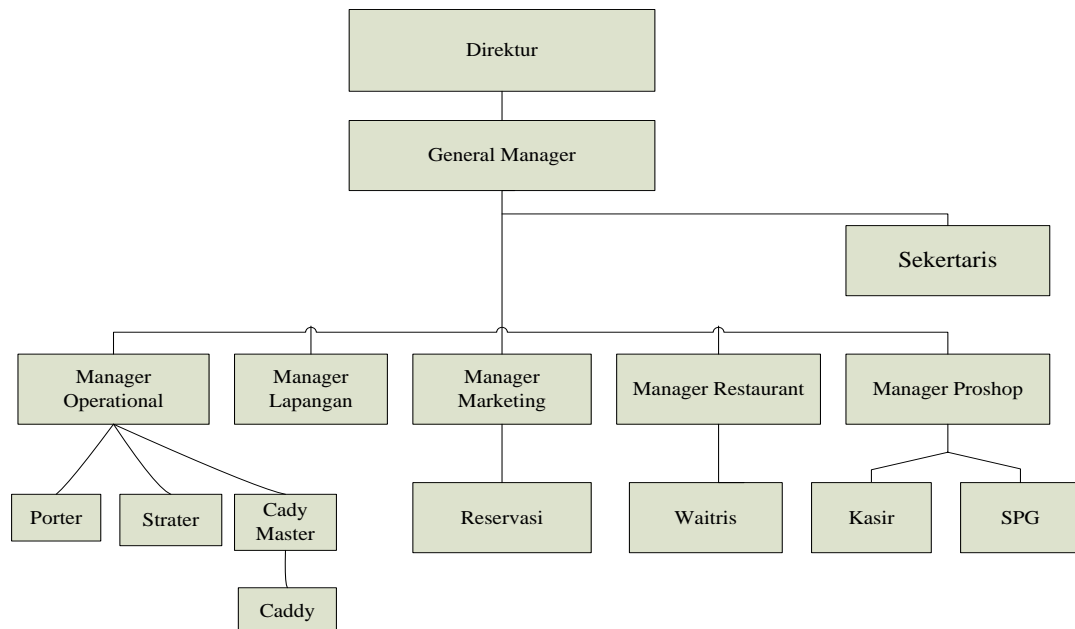 Direktur
General Manager
Sekertaris
Manager
Operational
Manager
Lapangan
Manager
Marketing
Manager Restaurant
Manager Proshop
Porter
Strater
Cady
Master
Reservasi
Waitris
Kasir
SPG
Caddy